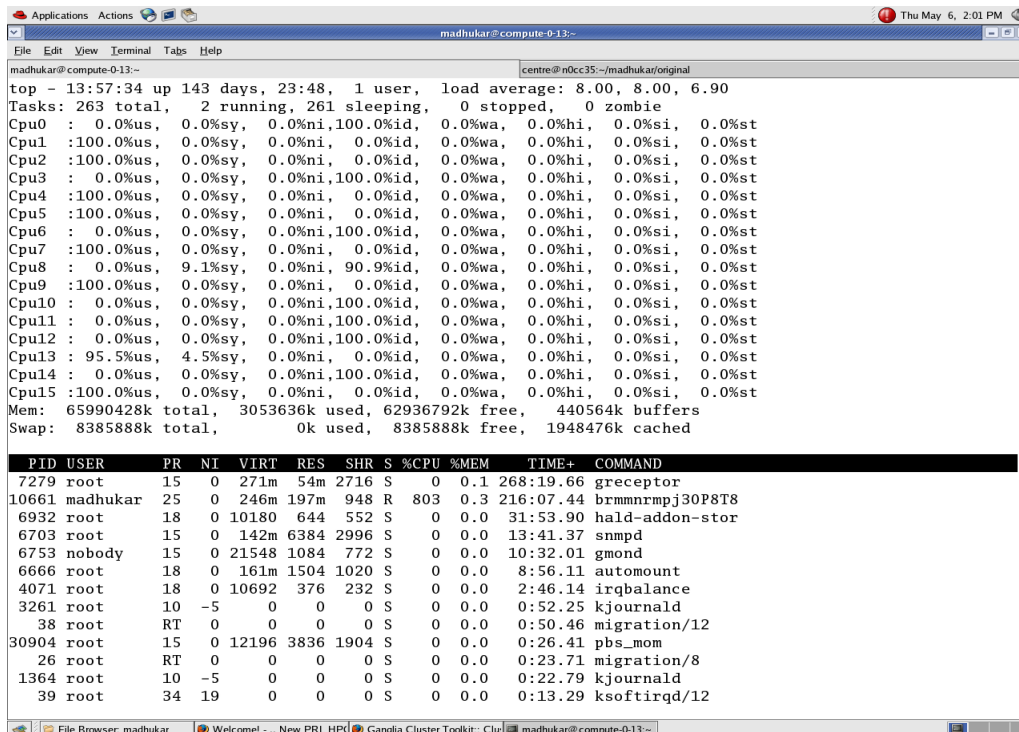 Applications Actions Thu May 6, 2:01 PM
madhukar@compute-0-13:~
File Edit View Terminal Tabs Help
madhukar@compute-0-13:~ centre@n0cc35:~/madhukar/original
top - 13:57:34 up 143 days, 23:48, 1 user, load average: 8.00, 8.00, 6.90
Tasks: 263 total, 2 running, 261 sleeping, 0 stopped, 0 zombie
Cpu0 : 0.0%us, 0.0%sy, 0.0%ni,100.0%id, 0.0%wa, 0.0%hi, 0.0%si, 0.0%st
Cpu1 :100.0%us, 0.0%sy, 0.0%ni, 0.0%id, 0.0%wa, 0.0%hi, 0.0%si, 0.0%st
Cpu2 :100.0%us, 0.0%sy, 0.0%ni, 0.0%id, 0.0%wa, 0.0%hi, 0.0%si, 0.0%st
Cpu3 : 0.0%us, 0.0%sy, 0.0%ni,100.0%id, 0.0%wa, 0.0%hi, 0.0%si, 0.0%st
Cpu4 :100.0%us, 0.0%sy, 0.0%ni, 0.0%id, 0.0%wa, 0.0%hi, 0.0%si, 0.0%st
Cpu5 :100.0%us, 0.0%sy, 0.0%ni, 0.0%id, 0.0%wa, 0.0%hi, 0.0%si, 0.0%st
Cpu6 : 0.0%us, 0.0%sy, 0.0%ni,100.0%id, 0.0%wa, 0.0%hi, 0.0%si, 0.0%st
Cpu7 :100.0%us, 0.0%sy, 0.0%ni, 0.0%id, 0.0%wa, 0.0%hi, 0.0%si, 0.0%st
Cpu8 : 0.0%us, 9.1%sy, 0.0%ni, 90.9%id, 0.0%wa, 0.0%hi, 0.0%si, 0.0%st
Cpu9 :100.0%us, 0.0%sy, 0.0%ni, 0.0%id, 0.0%wa, 0.0%hi, 0.0%si, 0.0%st
Cpu10 : 0.0%us, 0.0%sy, 0.0%ni,100.0%id, 0.0%wa, 0.0%hi, 0.0%si, 0.0%st
Cpu11 : 0.0%us, 0.0%sy, 0.0%ni,100.0%id, 0.0%wa, 0.0%hi, 0.0%si, 0.0%st
Cpu12 : 0.0%us, 0.0%sy, 0.0%ni,100.0%id, 0.0%wa, 0.0%hi, 0.0%si, 0.0%st
Cpu13 : 95.5%us, 4.5%sy, 0.0%ni, 0.0%id, 0.0%wa, 0.0%hi, 0.0%si, 0.0%st
Cpu14 : 0.0%us, 0.0%sy, 0.0%ni,100.0%id, 0.0%wa, 0.0%hi, 0.0%si, 0.0%st
Cpu15 :100.0%us, 0.0%sy, 0.0%ni, 0.0%id, 0.0%wa, 0.0%hi, 0.0%si, 0.0%st
Mem: 65990428k total, 3053636k used, 62936792k free, 440564k buffers
Swap: 8385888k total, 0k used, 8385888k free, 1948476k cached
PID USER PR NI VIRT RES SHR S %CPU %MEM TIME+ COMMAND
7279 root 15 0 271m 54m 2716 S 0 0.1 268:19.66 greceptor
10661 madhukar 25 0 246m 197m 948 R 803 0.3 216:07.44 brmmnrmpj30P8T8
6932 root 18 0 10180 644 552 S 0 0.0 31:53.90 hald-addon-stor
6703 root 15 0 142m 6384 2996 S 0 0.0 13:41.37 snmpd
6753 nobody 15 0 21548 1084 772 S 0 0.0 10:32.01 gmond
6666 root 18 0 161m 1504 1020 S 0 0.0 8:56.11 automount
4071 root 18 0 10692 376 232 S 0 0.0 2:46.14 irqbalance
3261 root 10 -5 0 0 0 S 0 0.0 0:52.25 kjournald
38 root RT 0 0 0 0 S 0 0.0 0:50.46 migration/12
30904 root 15 0 12196 3836 1904 S 0 0.0 0:26.41 pbs_mom
26 root RT 0 0 0 0 S 0 0.0 0:23.71 migration/8
1364 root 10 -5 0 0 0 S 0 0.0 0:22.79 kjournald
39 root 34 19 0 0 0 S 0 0.0 0:13.29 ksoftirqd/12
File Browser: madhukar Welcome! - .. New PRL HPC Ganglia Cluster Toolkit:: Clu madhukar@compute-0-13:~